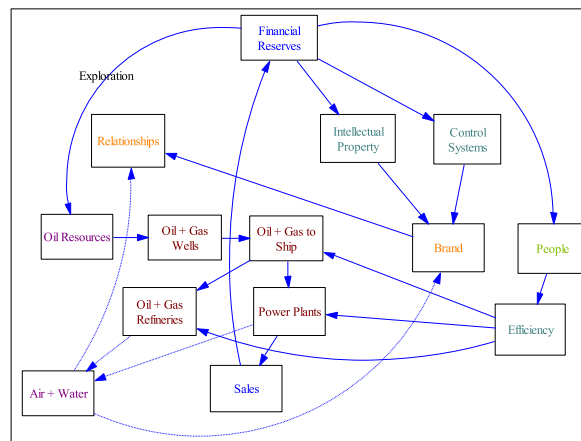 Financial
Reserves
Exploration
Relationships
Intellectual
Property
Control
Systems
Oil Resources
Oil + Gas
Wells
Oil + Gas to
Ship
Brand
People
Oil + Gas
Refineries
Power Plants
Efficiency
Air + Water
Sales